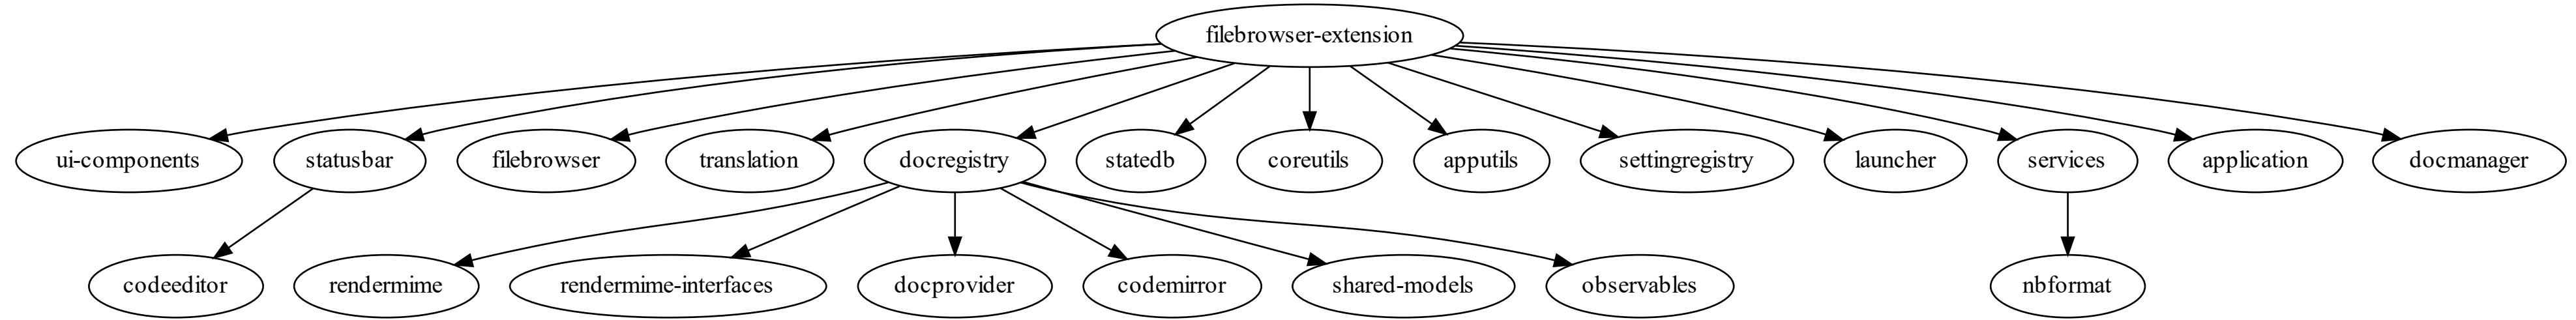 filebrowser-extension
ui-components
statusbar
filebrowser
translation
docregistry
statedb
coreutils
apputils
settingregistry
launcher
services
application
docmanager
codeeditor
rendermime
rendermime-interfaces
docprovider
codemirror
shared-models
observables
nbformat